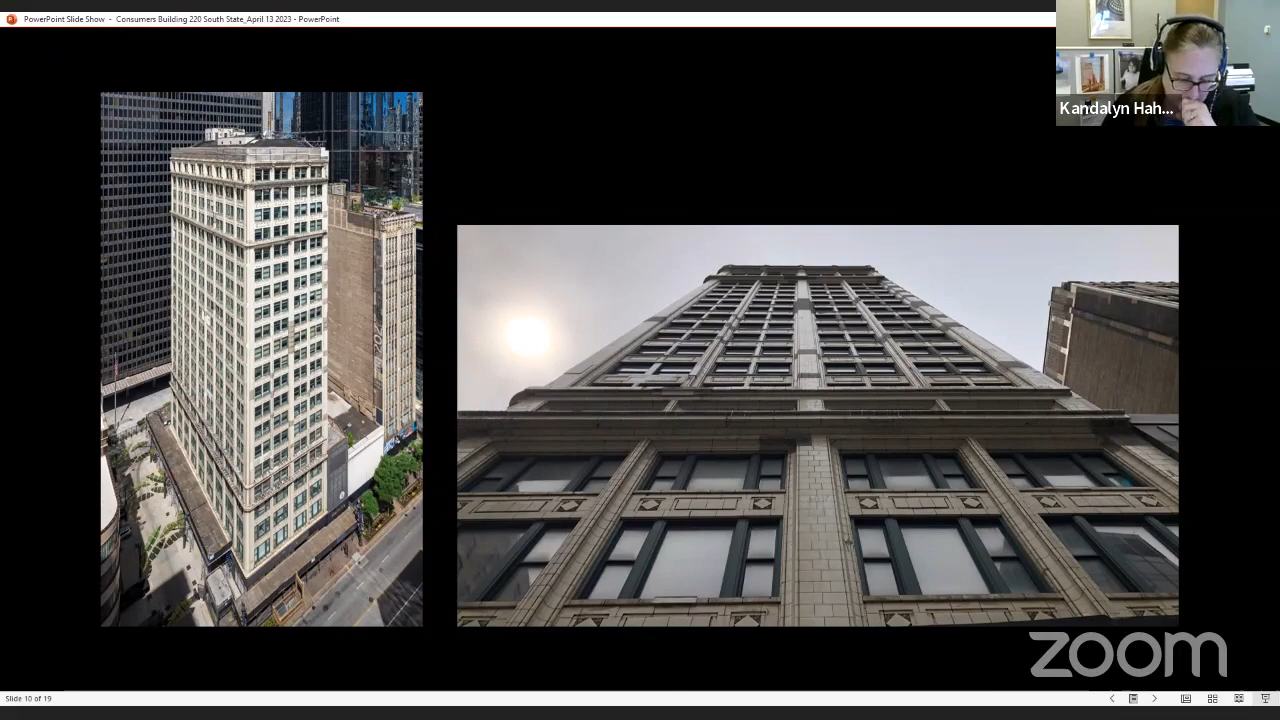 PowerPoint Slide Show - Consumers Building 220 South State_April 13 2023 - PowerPoint
Kandalyn Hah...
zoom
Slide 10 of 19